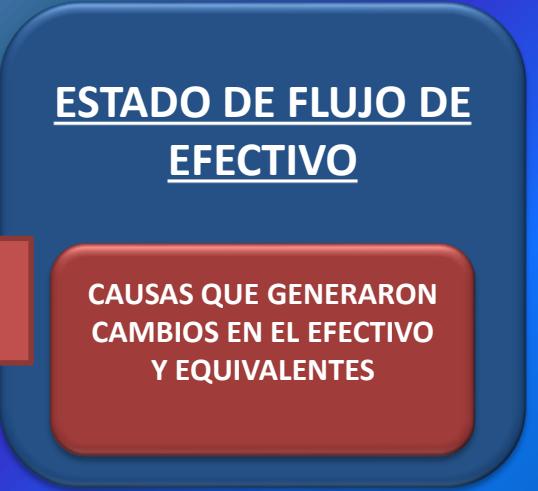 ESTADO DE FLUJO DE
EFECTIVO
CAUSAS QUE GENERARON
CAMBIOS EN EL EFECTIVO
Y EQUIVALENTES